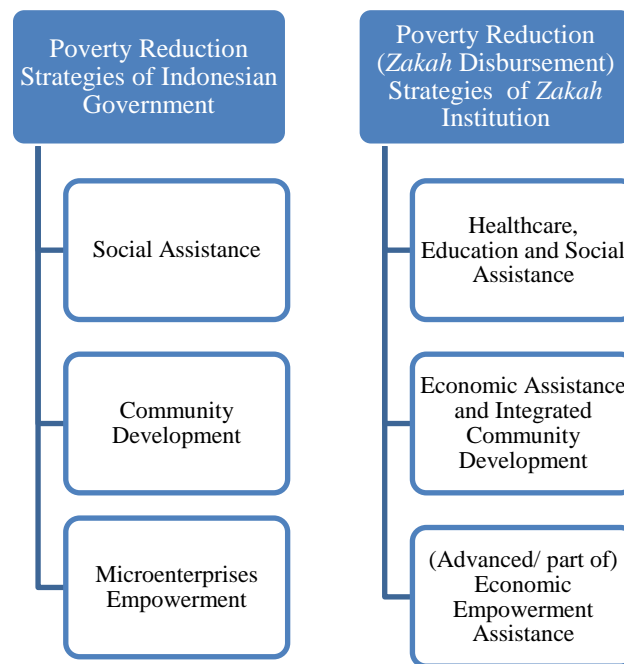 Poverty Reduction
Strategies of Indonesian
Government
Social Assistance
Community
Development
Microenterprises
Empowerment
Poverty Reduction
(Zakah Disbursement)
Strategies of Zakah
Institution
Healthcare,
Education and Social
Assistance
Economic Assistance
and Integrated
Community
Development
(Advanced/ part of)
Economic
Empowerment
Assistance